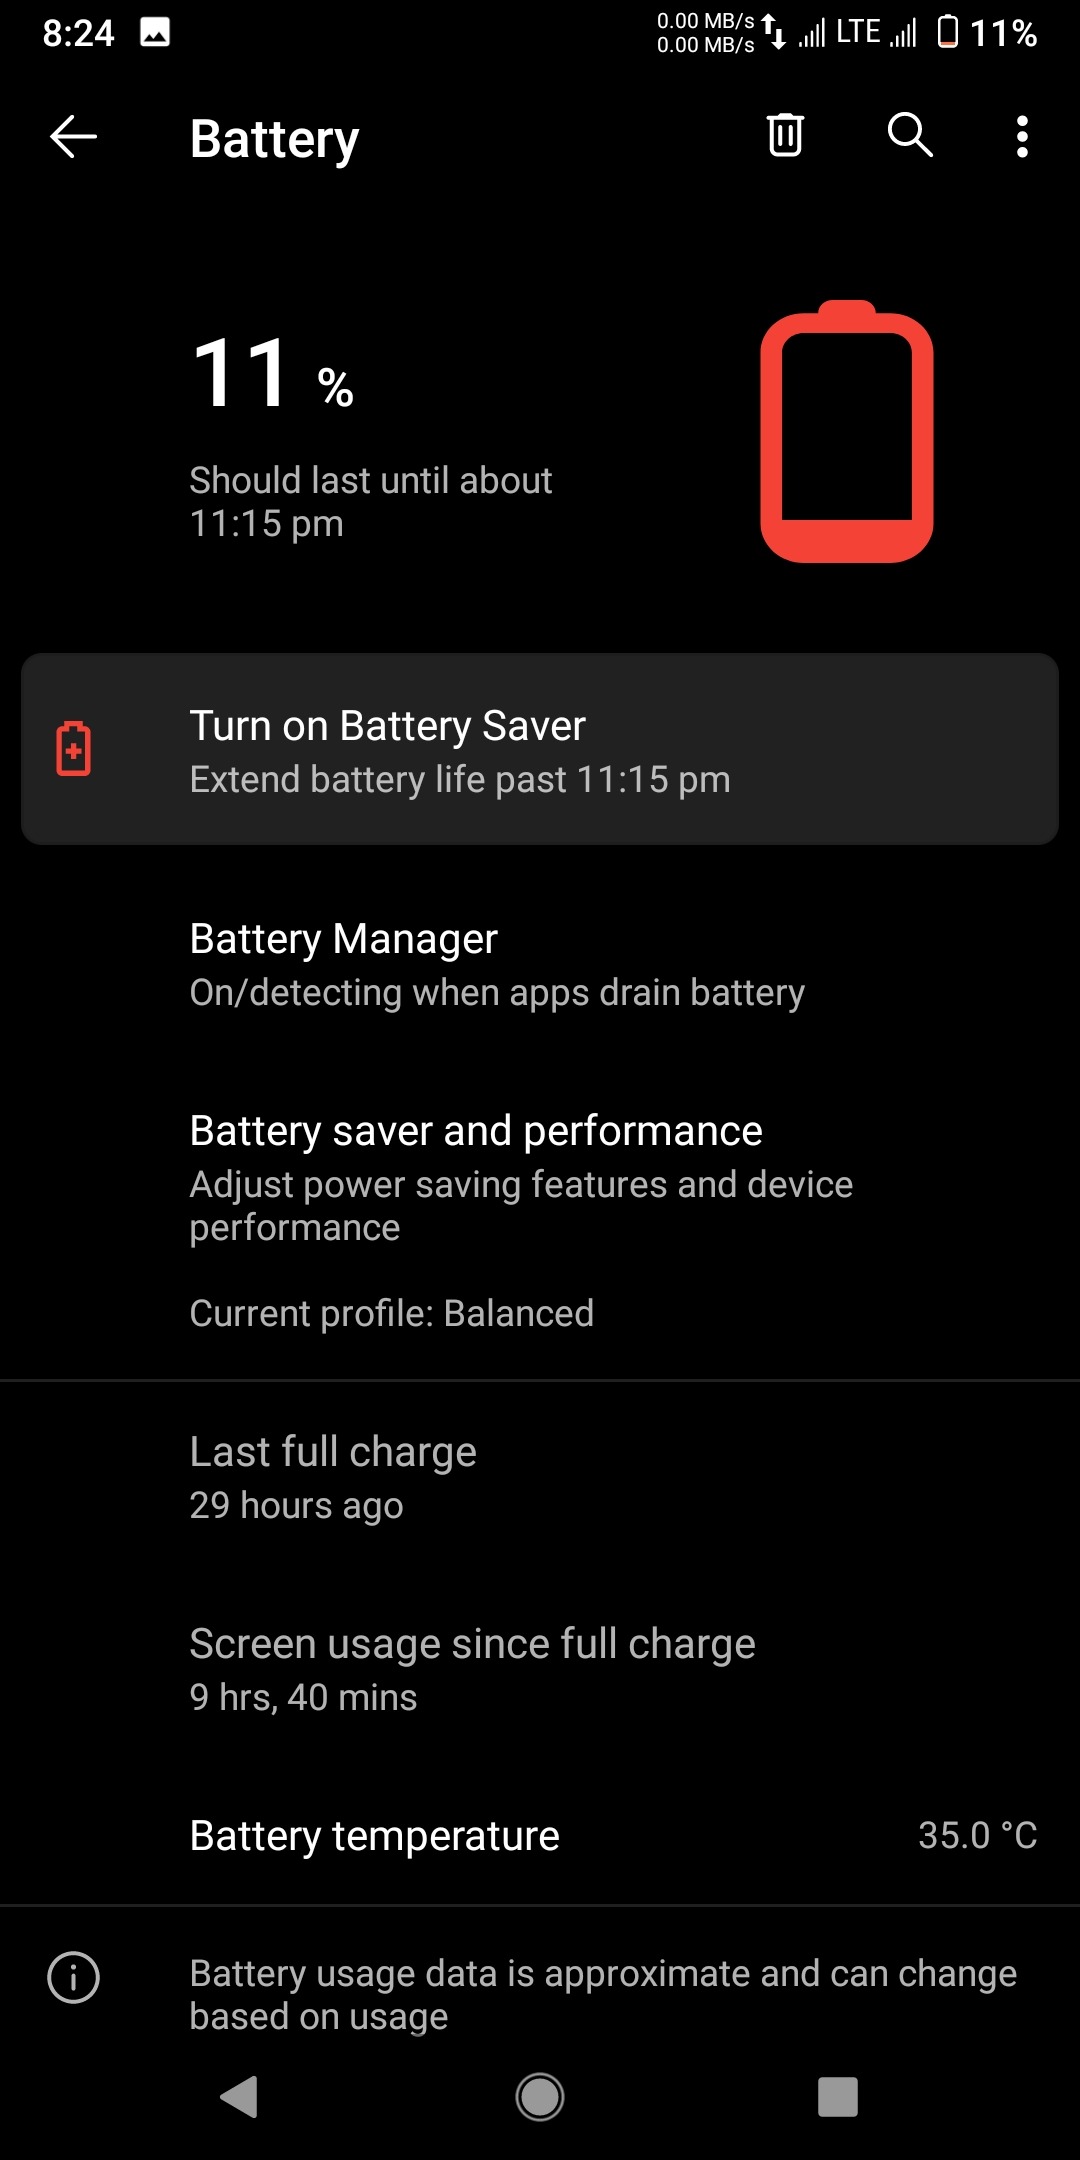 8:24
0.00 MB/s
0.00 MB/s
LTE
11%
Battery
11 %
Should last until about
11:15 pm
Turn on Battery Saver
Extend battery life past 11:15 pm
Battery Manager
On/detecting when apps drain battery
Battery saver and performance
Adjust power saving features and device
performance
Current profile: Balanced
Last full charge
29 hours ago
Screen usage since full charge
9 hrs, 40 mins
Battery temperature
35.0 °C
Battery usage data is approximate and can change
based on usage